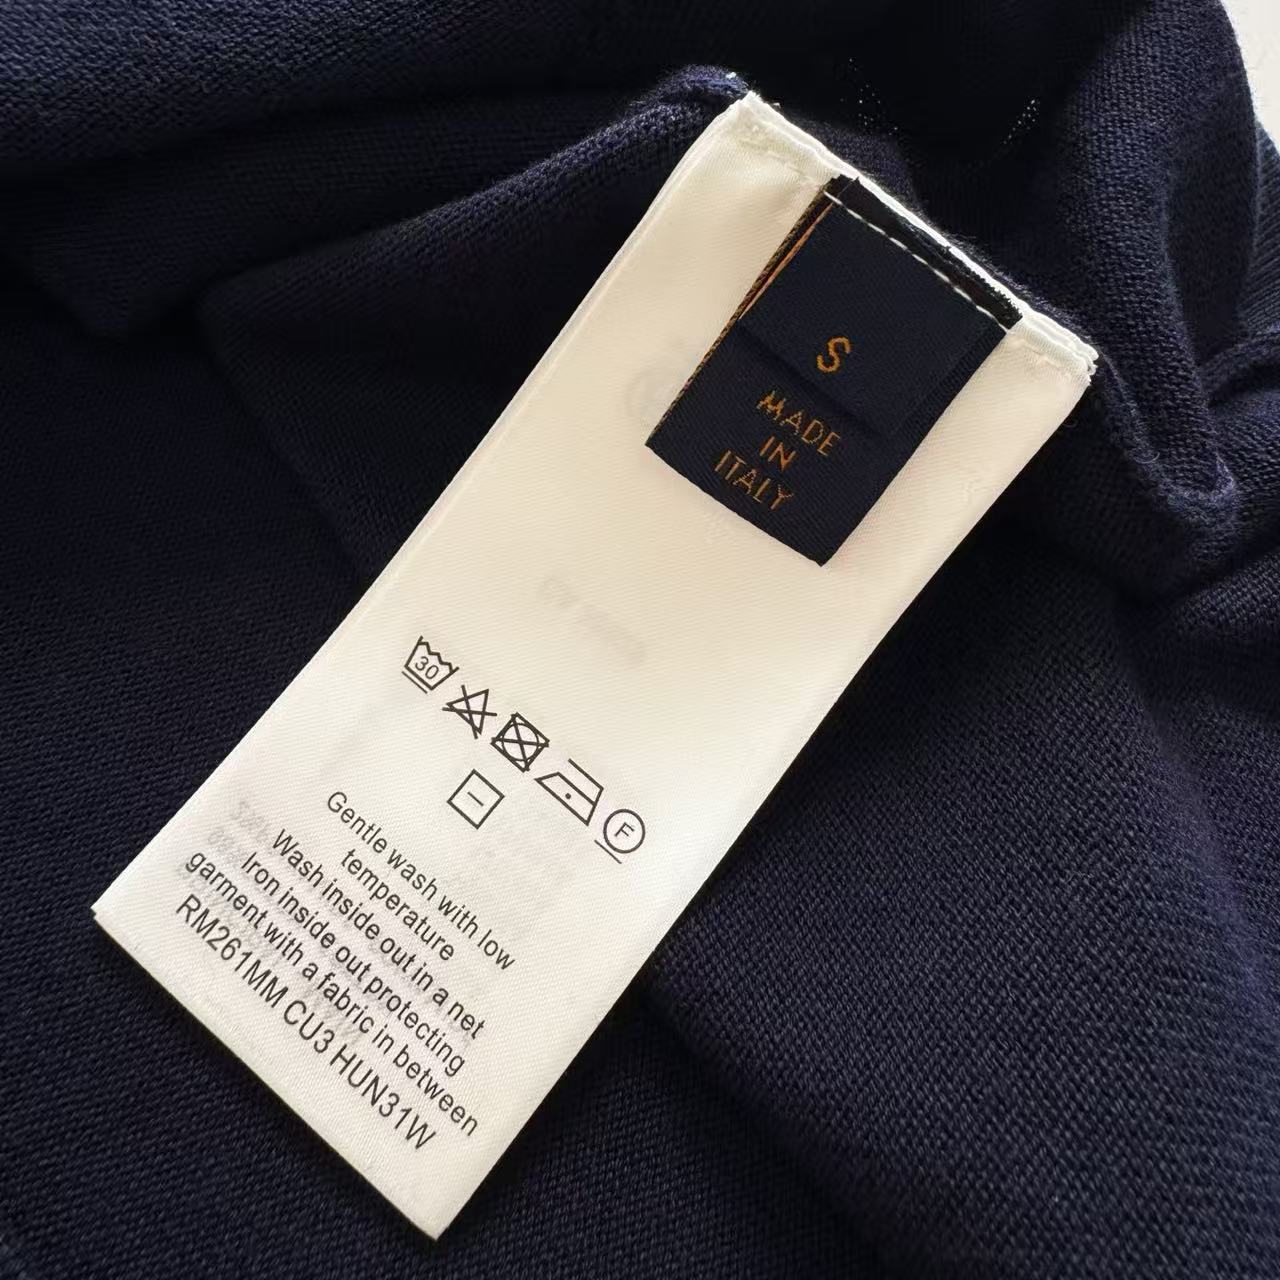 S
MADE
IN
ITALY
30
F
Gentle wash with low
temperature
Wash inside out in a net
Iron inside out protecting
garment with a fabric in between
RM261MM CU3 HUN31W